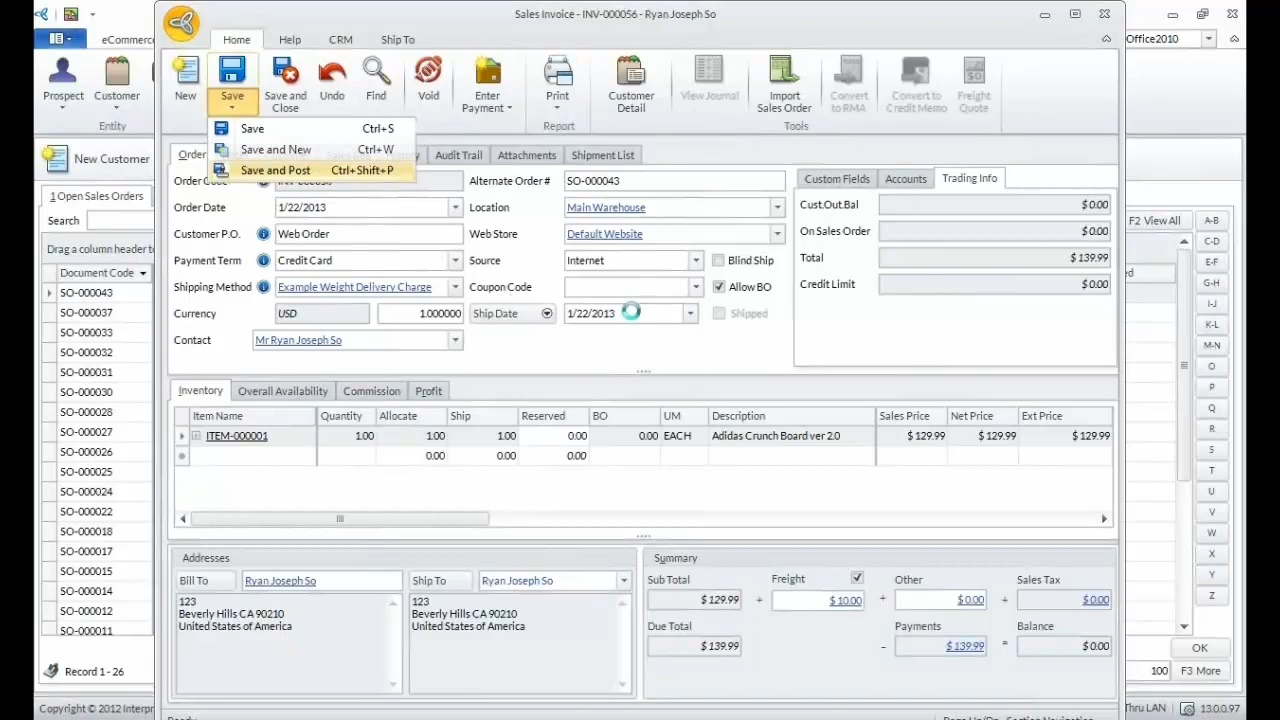 Sales Invoice - INV-000056 - Ryan Joseph So
Home
Help
CRM
Ship To
eCommerce
Office2010
Prospect
Customer
Entity
New
Save
Save and Close
Undo
Find
Void
Enter Payment
Print
Report
Customer Detail
View Journal
Import Sales Order
Convert to RMA
Convert to Credit Memo
Freight Quote
Tools
Save Ctrl+S
Save and New Ctrl+W
Save and Post Ctrl+Shift+P
New Customer
1 Open Sales Orders
Search
Drag a column header to
Document Code
SO-000043
SO-000037
SO-000033
SO-000032
SO-000031
SO-000030
SO-000028
SO-000027
SO-000026
SO-000025
SO-000024
SO-000022
SO-000018
SO-000017
SO-000015
SO-000014
SO-000012
SO-000011
Record 1 - 26
Audit Trail
Attachments
Shipment List
Alternate Order# SO-000043
Order Date 1/22/2013
Location Main Warehouse
Customer P.O. Web Order
Web Store Default Website
Payment Term Credit Card
Source Internet
Blind Ship
Shipping Method Example Weight Delivery Charge
Coupon Code
Allow BO
Currency USD 1.000000
Ship Date 1/22/2013
Shipped
Contact Mr Ryan Joseph So
Custom Fields
Accounts
Trading Info
Cust.Out.Bal $ 0.00
On Sales Order $ 0.00
Total $ 139.99
Credit Limit $ 0.00
F2 View All
A-B
C-D
E-F
G-H
I-J
K-L
M-N
O
P
Q
R
S
T
U
V
W
X
Y
Z
Inventory
Overall Availability
Commission
Profit
Item Name Quantity Allocate Ship Reserved BO UM Description Sales Price Net Price Ext Price
ITEM-000001 1.00 1.00 1.00 0.00 0.00 EACH Adidas Crunch Board ver 2.0 $ 129.99 $ 129.99 $ 129.99
0.00 0.00 0.00
Addresses
Bill To Ryan Joseph So
123
Beverly Hills CA 90210
United States of America
Ship To Ryan Joseph So
123
Beverly Hills CA 90210
United States of America
Summary
Sub Total Freight Other Sales Tax
$ 129.99 + $ 10.00 + $ 0.00 + $ 0.00
Due Total Payments Balance
$ 139.99 - $ 139.99 = $ 0.00
OK
100 F3 More
Thru LAN 13.0.0.97